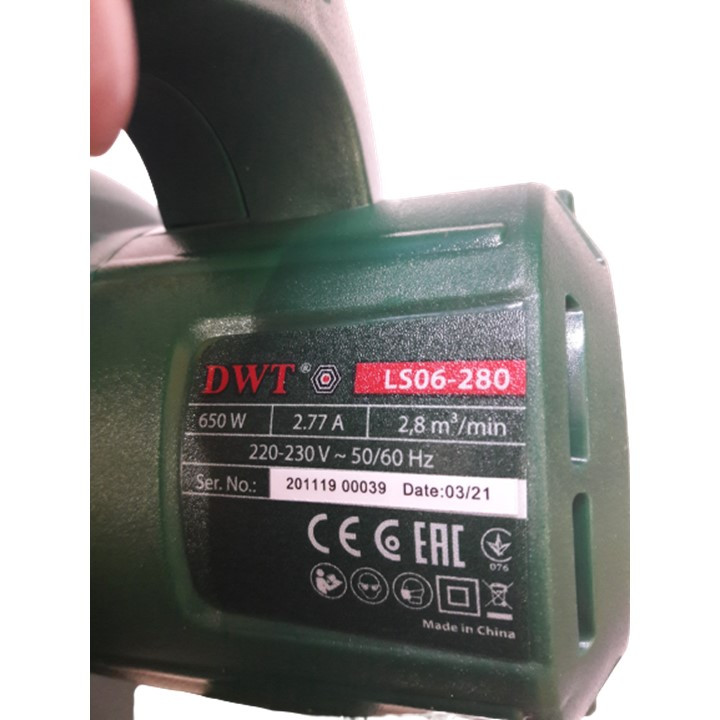 DWT® LS06-280
650 W 2.77 A 2,8 m³/min
220-230 V ~ 50/60 Hz
Ser. No.: 201119 00039 Date:03/21
CE EAC
076
Made in China